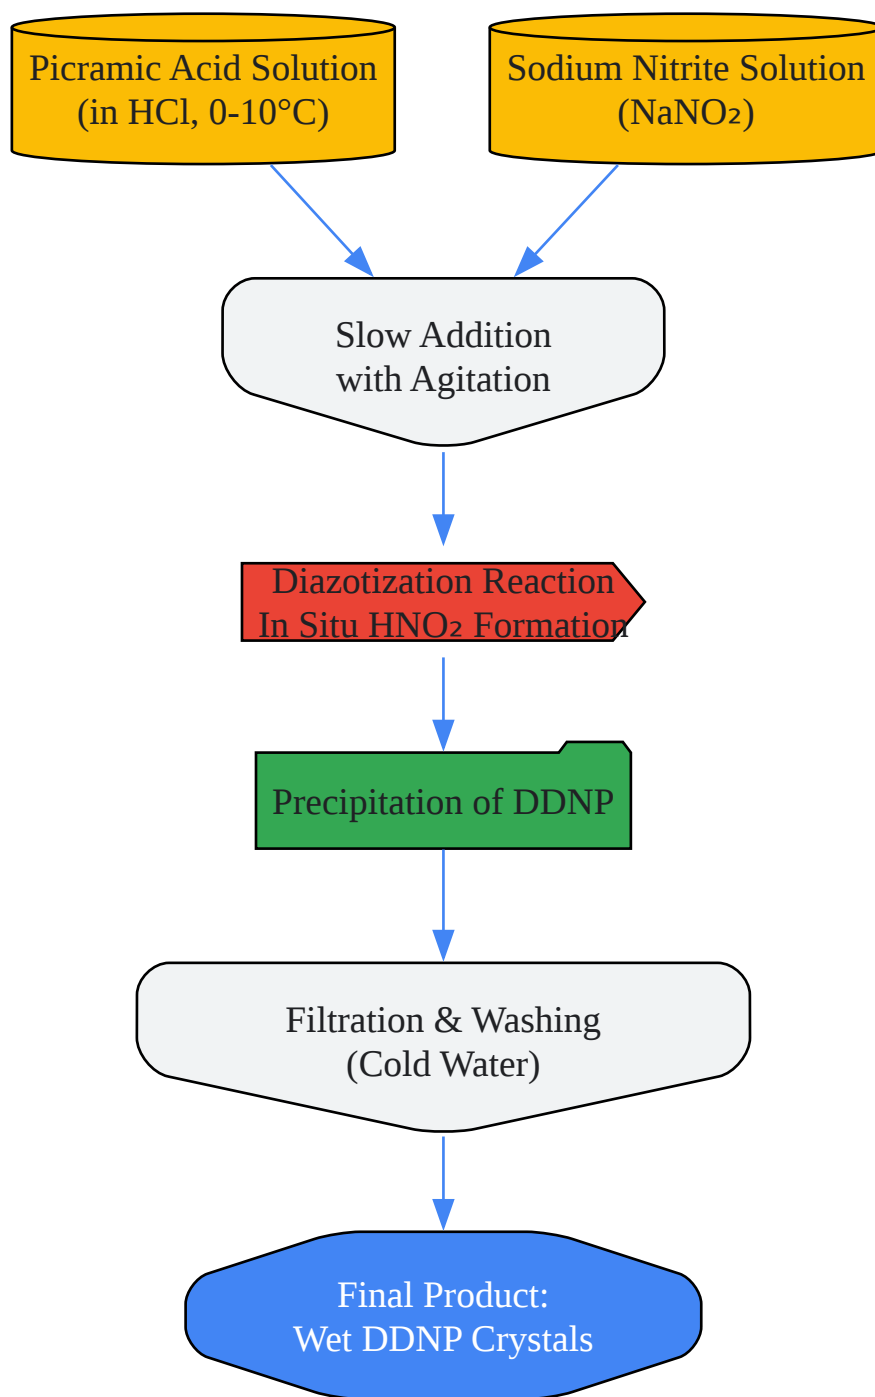 Picramic Acid Solution
(in HCl, 0-10°C)
Sodium Nitrite Solution
(NaNO₂)
Slow Addition
with Agitation
Diazotization Reaction
In Situ HNO₂ Formation
Precipitation of DDNP
Filtration & Washing
(Cold Water)
Final Product:
Wet DDNP Crystals